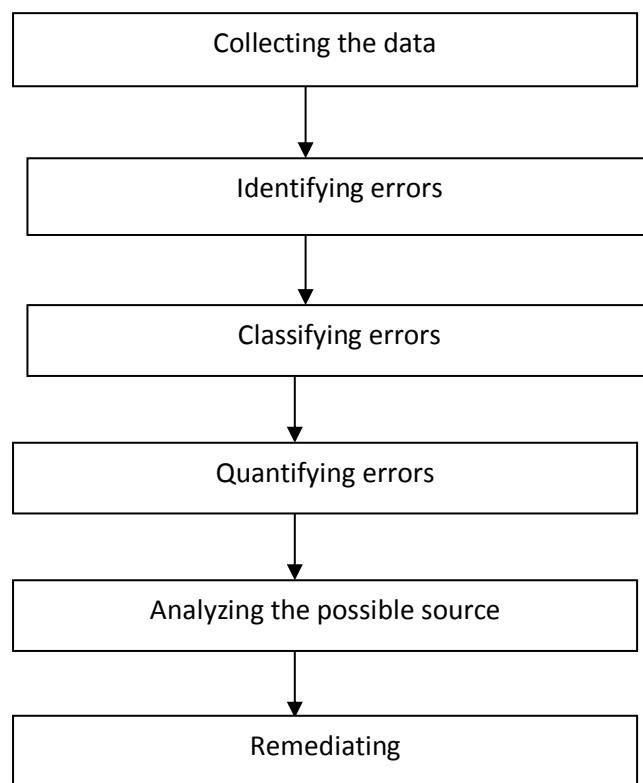 Collecting the data
Identifying errors
Classifying errors
Quantifying errors
Analyzing the possible source
Remediating